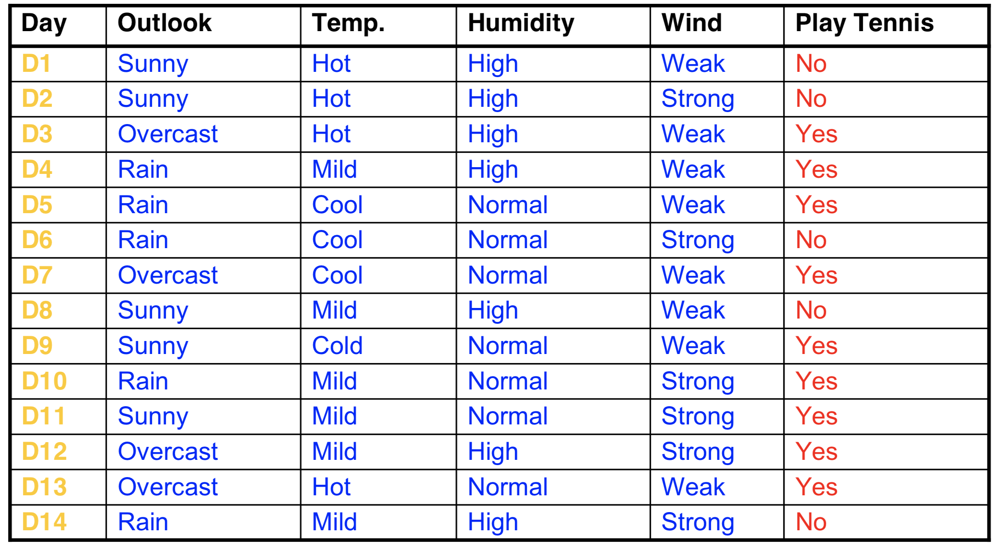 Day Outlook Temp. Humidity Wind Play Tennis
D1 Sunny Hot High Weak No
D2 Sunny Hot High Strong No
D3 Overcast Hot High Weak Yes
D4 Rain Mild High Weak Yes
D5 Rain Cool Normal Weak Yes
D6 Rain Cool Normal Strong No
D7 Overcast Cool Normal Weak Yes
D8 Sunny Mild High Weak No
D9 Sunny Cold Normal Weak Yes
D10 Rain Mild Normal Strong Yes
D11 Sunny Mild Normal Strong Yes
D12 Overcast Mild High Strong Yes
D13 Overcast Hot Normal Weak Yes
D14 Rain Mild High Strong No